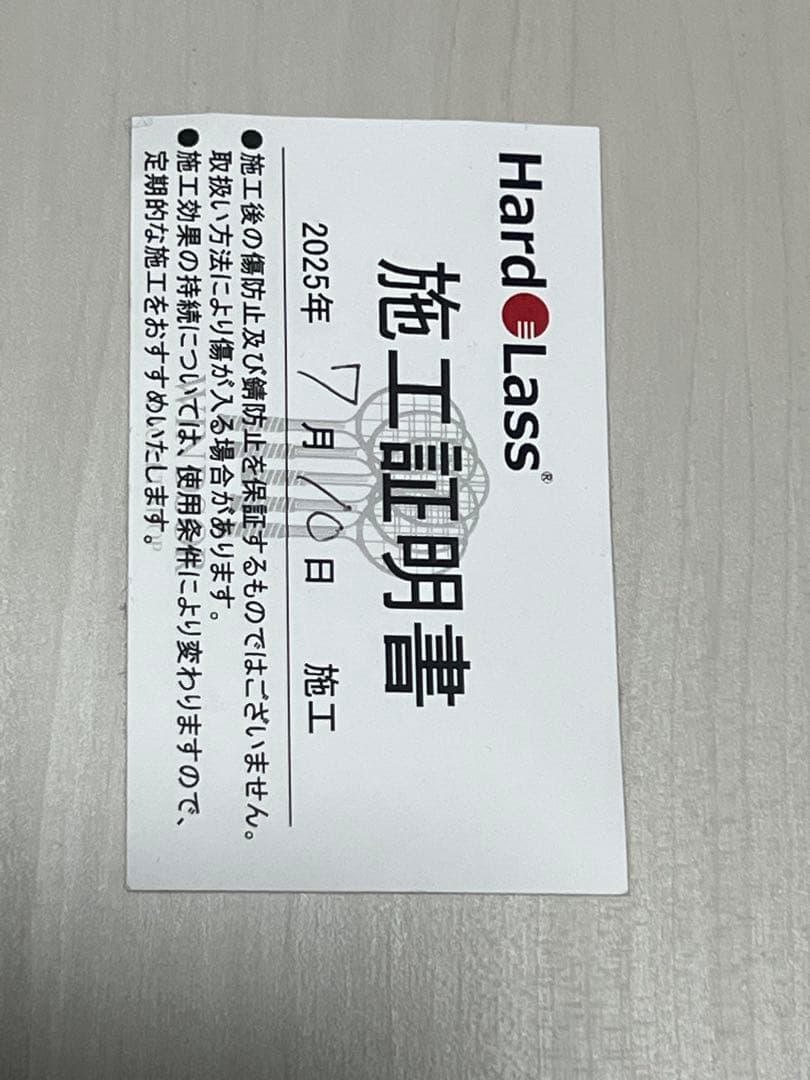 Hard Lass®
施工証明書
2025年 7月 10日 施工
●施工後の傷防止及び錆防止を保証するものではございません。
取扱い方法により傷が入る場合があります。
●施工効果の持続については、使用条件により変わりますので、
定期的な施工をおすすめいたします。